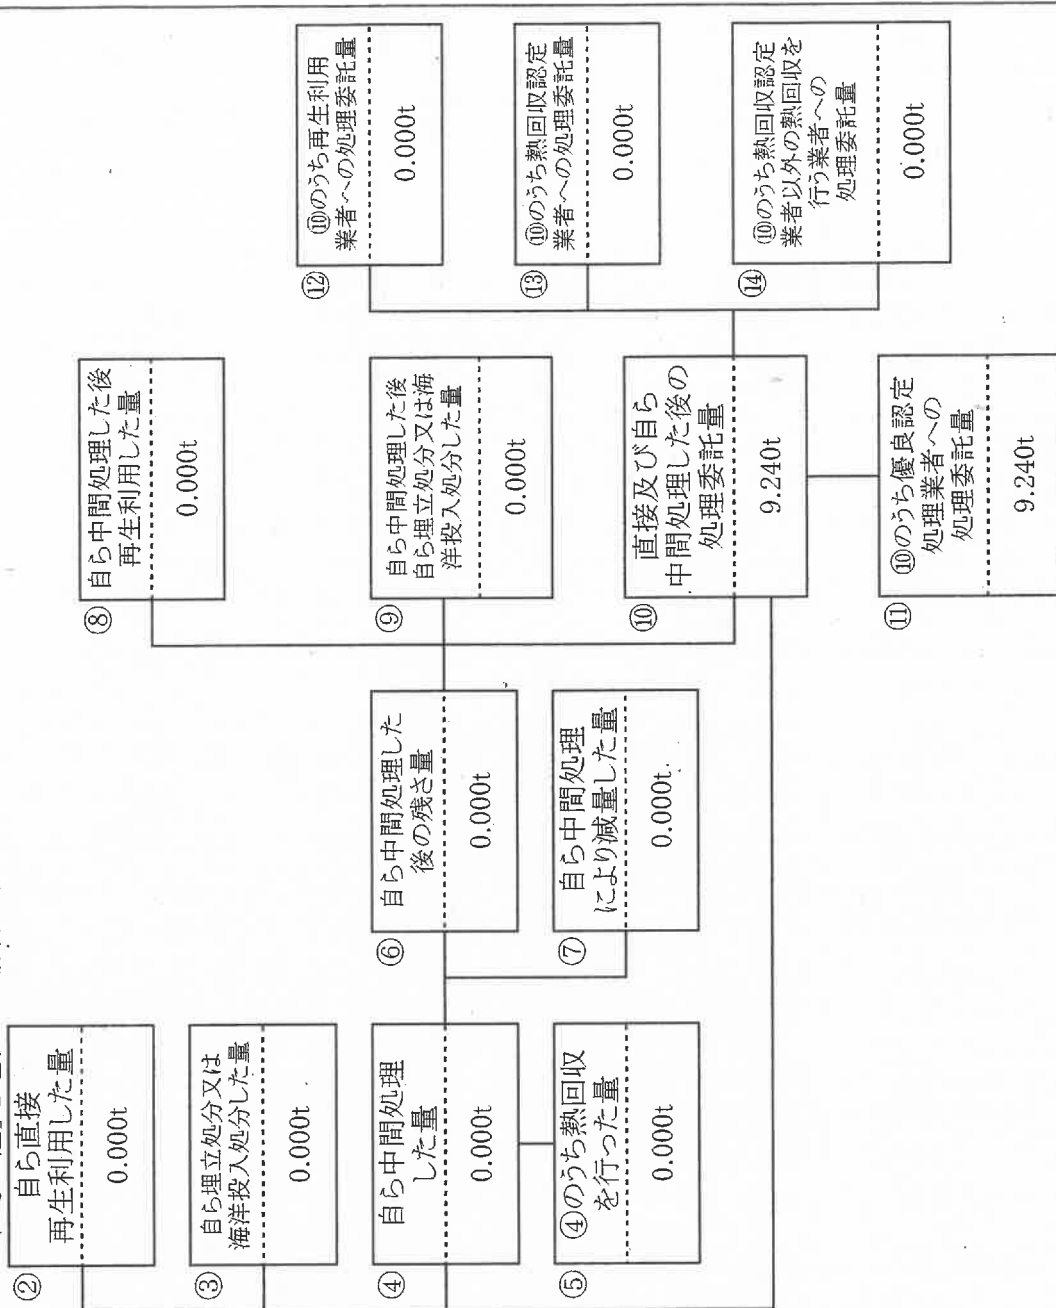 ②
自ら直接
再生利用した量
0.000t
③
自ら埋立処分又は
海洋投入処分した量
0.000t
④
自ら中間処理
した量
0.000t
⑤
④のうち熱回収
を行った量
0.000t
⑥
自ら中間処理した
後の残さ量
0.000t
⑦
自ら中間処理
により減量した量
0.000t
⑧
自ら中間処理した後
再生利用した量
0.000t
⑨
自ら中間処理した後
自ら埋立処分又は海
洋投入処分した量
0.000t
⑩
直接及び自ら
中間処理した後の
処理委託量
9.240t
⑪
⑩のうち優良認定
処理業者への
処理委託量
9.240t
⑫
⑩のうち再生利用
業者への処理委託量
0.000t
⑬
⑩のうち熱回収認定
業者への処理委託量
0.000t
⑭
⑩のうち熱回収認定
業者以外の熱回収を
行う業者への
処理委託量
0.000t